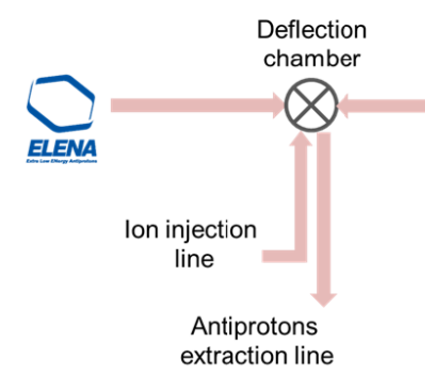 Deflection
chamber
ELENA
Extra Low ENergy Antiprotons
Ion injection
line
Antiprotons
extraction line